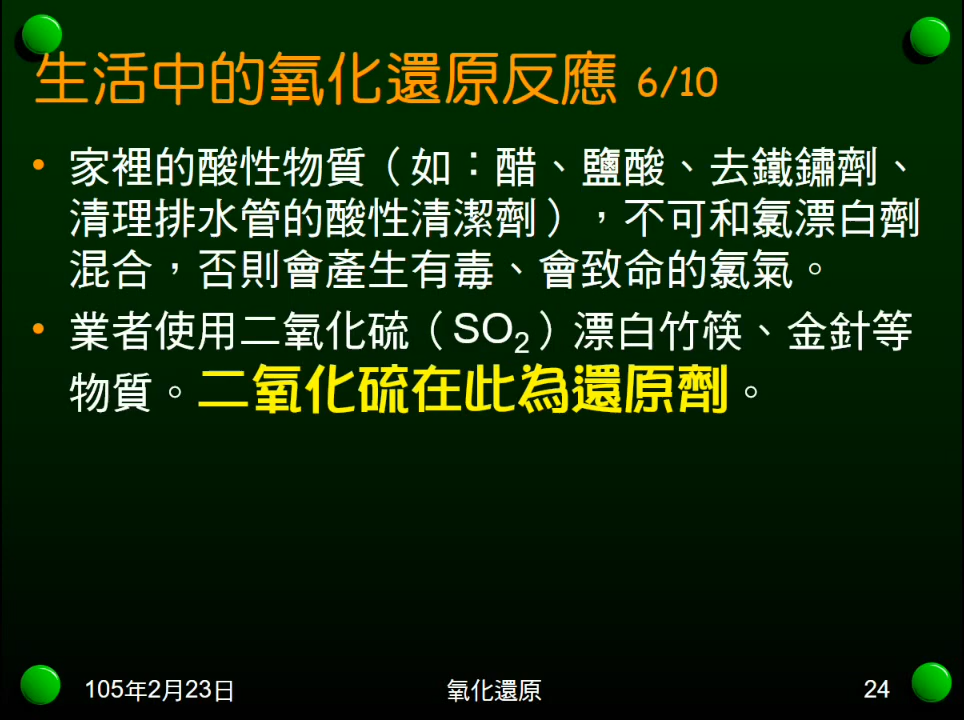 生活中的氧化還原反應 6/10
• 家裡的酸性物質（如：醋、鹽酸、去鐵鏽劑、
清理排水管的酸性清潔劑），不可和氯漂白劑
混合，否則會產生有毒、會致命的氯氣。
• 業者使用二氧化硫（SO₂）漂白竹筷、金針等
物質。二氧化硫在此為還原劑。
105年2月23日 氧化還原 24